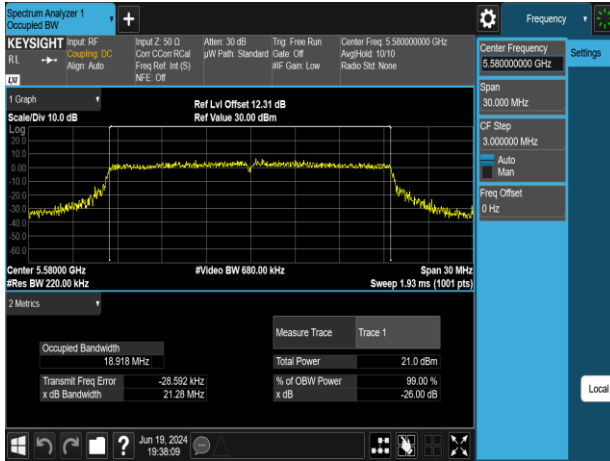 Spectrum Analyzer 1
Occupied BW
+
Frequency
KEYSIGHT
RL
LXI
Input: RF
Coupling: DC
Align: Auto
Input Z: 50 Ω
Corr CCorr RCal
Freq Ref: Int (S)
NFE: Off
Atten: 30 dB
µW Path: Standard
Trig: Free Run
Gate: Off
#IF Gain: Low
Center Freq: 5.580000000 GHz
Avg|Hold: 10/10
Radio Std: None
Center Frequency
5.580000000 GHz
Settings
Span
30.000 MHz
CF Step
3.000000 MHz
Auto
Man
Freq Offset
0 Hz
Local
1 Graph
Scale/Div 10.0 dB
Ref Lvl Offset 12.31 dB
Ref Value 30.00 dBm
Log
20.0
10.0
0.00
-10.0
-20.0
-30.0
-40.0
-50.0
-60.0
Center 5.58000 GHz
#Video BW 680.00 kHz
Span 30 MHz
#Res BW 220.00 kHz
Sweep 1.93 ms (1001 pts)
2 Metrics
Measure Trace Trace 1
Occupied Bandwidth
18.918 MHz
Total Power 21.0 dBm
Transmit Freq Error -28.592 kHz
% of OBW Power 99.00 %
x dB Bandwidth 21.28 MHz
x dB -26.00 dB
?
Jun 19, 2024
19:38:09